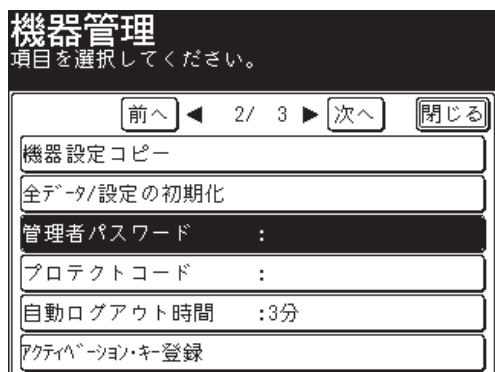 機器管理
項目を選択してください。
前へ ◀ 2/ 3 ▶ 次へ 閉じる
機器設定コピー
全ﾃﾞｰﾀ/設定の初期化
管理者パスワード :
プロテクトコード :
自動ログアウト時間 :3分
ｱｸﾃｨﾍﾞｰｼｮﾝ･ｷｰ登録